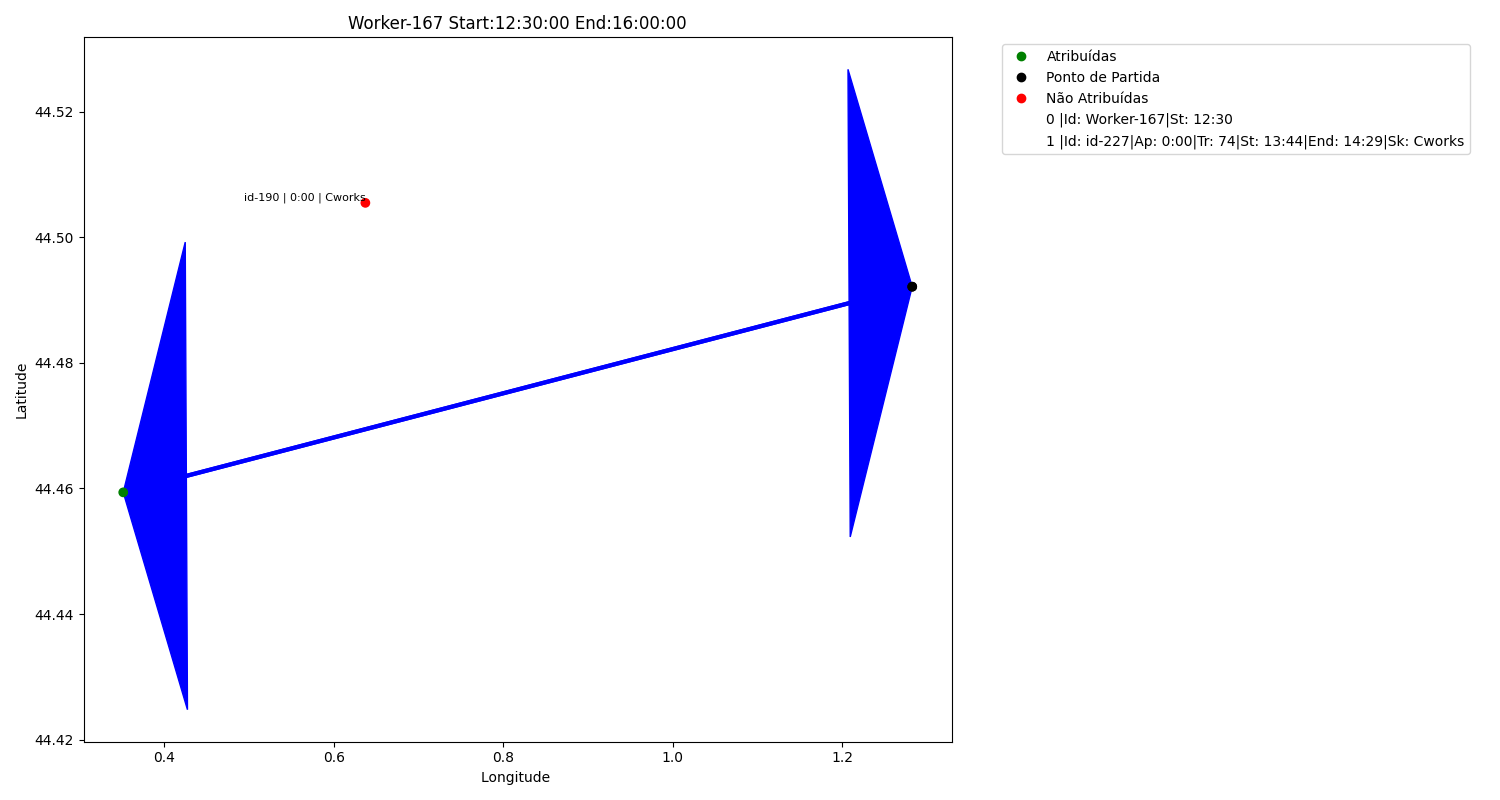 Worker-167 Start:12:30:00 End:16:00:00
Atribuídas
Ponto de Partida
Não Atribuídas
0 |Id: Worker-167|St: 12:30
1 |Id: id-227|Ap: 0:00|Tr: 74|St: 13:44|End: 14:29|Sk: Cworks
id-190 | 0:00 | Cworks
44.52
44.50
44.48
44.46
44.44
44.42
Latitude
0.4 0.6 0.8 1.0 1.2
Longitude